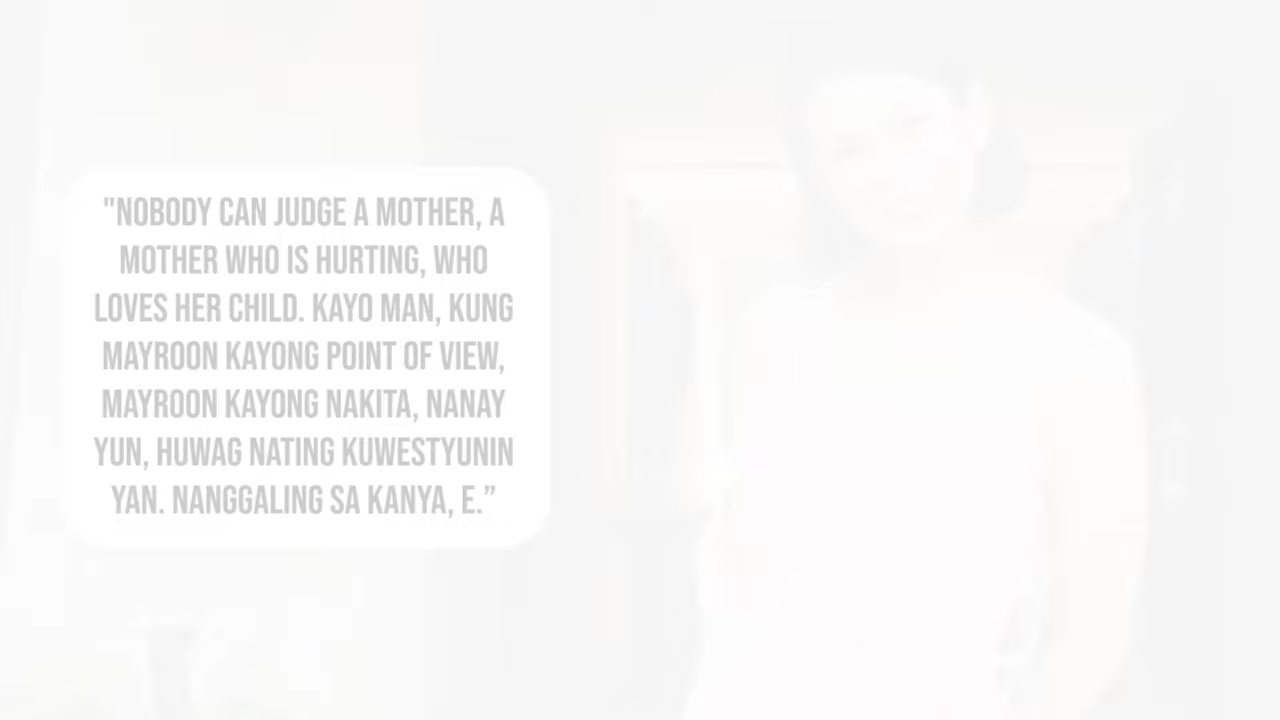 "NOBODY CAN JUDGE A MOTHER, A
MOTHER WHO IS HURTING, WHO
LOVES HER CHILD. KAYO MAN, KUNG
MAYROON KAYONG POINT OF VIEW,
MAYROON KAYONG NAKITA, NANAY
YUN, HUWAG NATING KUWESTYUNIN
YAN. NANGGALING SA KANYA, E.”